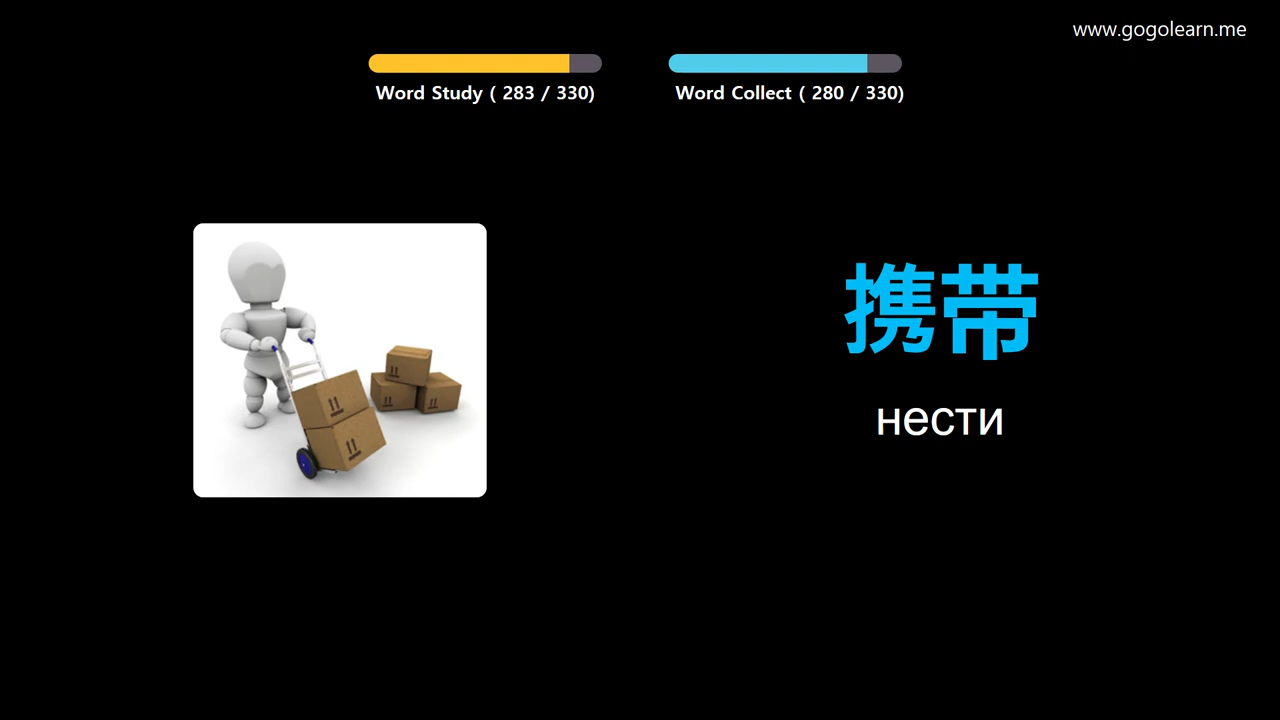 www.gogolearn.me
Word Study ( 283 / 330)
Word Collect ( 280 / 330)
携带
нести